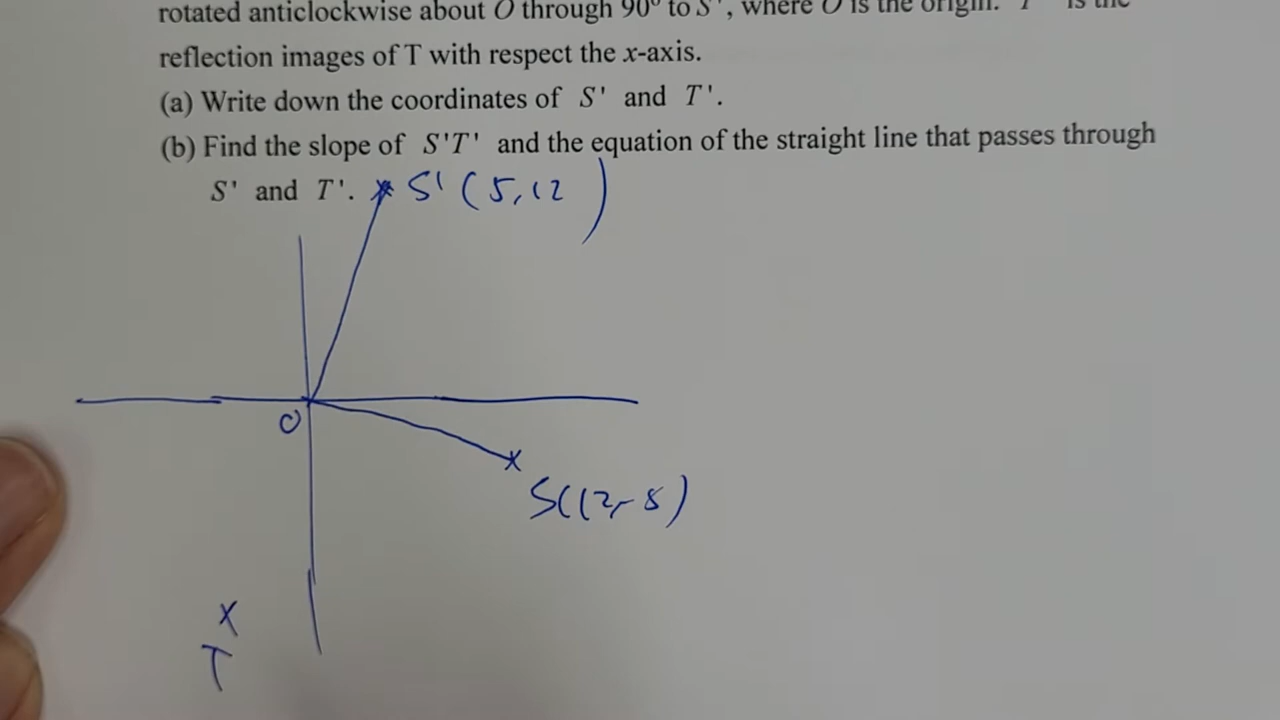 rotated anticlockwise about O through 90° to S', where O is the origin. T' is the
reflection images of T with respect the x-axis.
(a) Write down the coordinates of S' and T'.
(b) Find the slope of S'T' and the equation of the straight line that passes through
S' and T'.
S' (5,12)
O
S(12,-5)
T